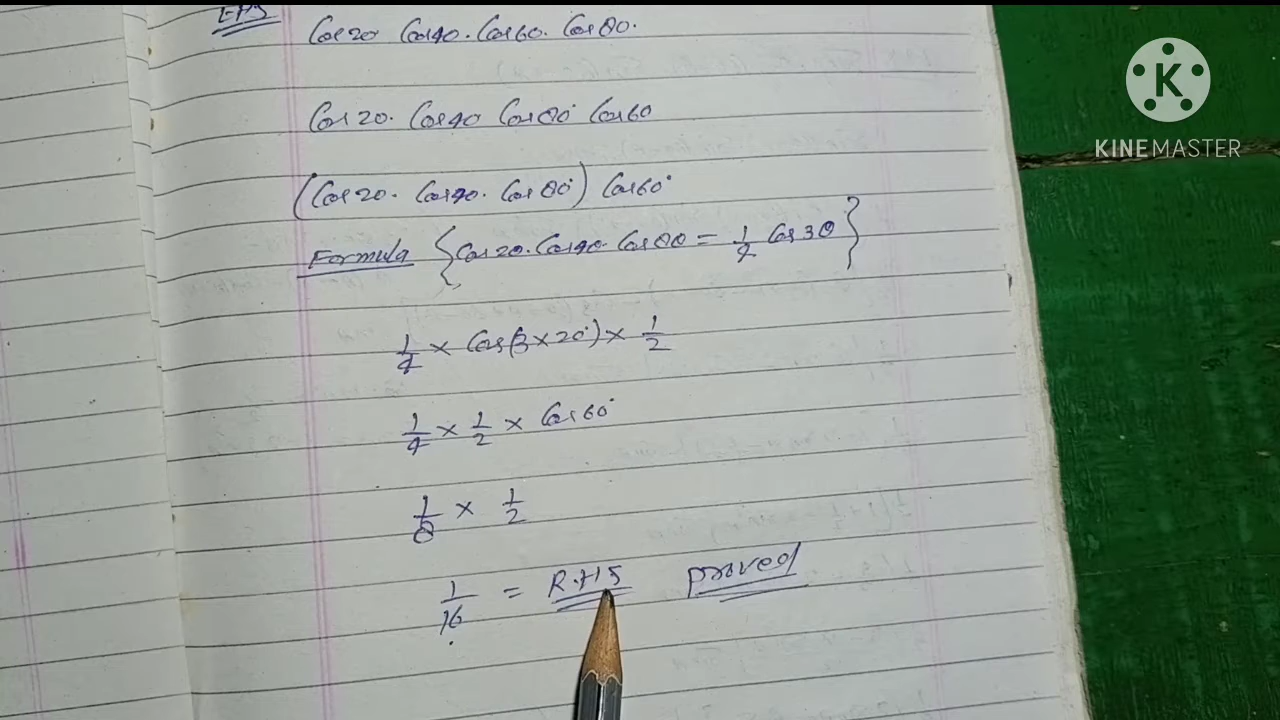 L.H.S
Cos20 Cos40. Cos60. Cos80.
Cos20. Cos40 Cos80° Cos60
(Cos20. Cos40. Cos80°) Cos60°
Formula {Cos20. Cos40. Cos80 = 1/4 Cos3θ}
1/4 × Cos(3×20°) × 1/2
1/4 × 1/2 × Cos60°
1/8 × 1/2
1/16 = R.H.S proved
K
KINEMASTER